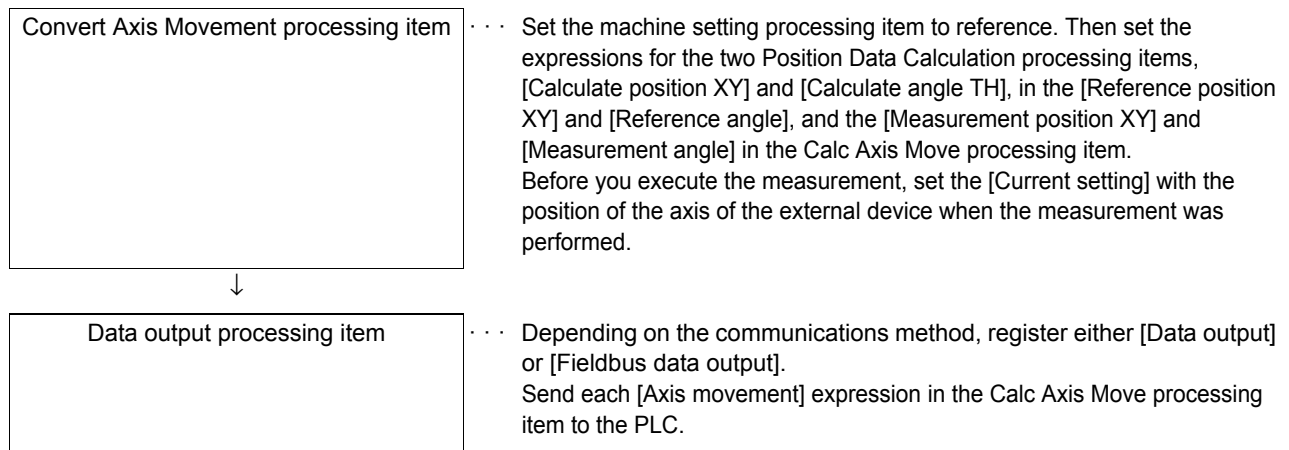 Convert Axis Movement processing item · · · Set the machine setting processing item to reference. Then set the
expressions for the two Position Data Calculation processing items,
[Calculate position XY] and [Calculate angle TH], in the [Reference position
XY] and [Reference angle], and the [Measurement position XY] and
[Measurement angle] in the Calc Axis Move processing item.
Before you execute the measurement, set the [Current setting] with the
position of the axis of the external device when the measurement was
performed.
↓
Data output processing item · · · Depending on the communications method, register either [Data output]
or [Fieldbus data output].
Send each [Axis movement] expression in the Calc Axis Move processing
item to the PLC.